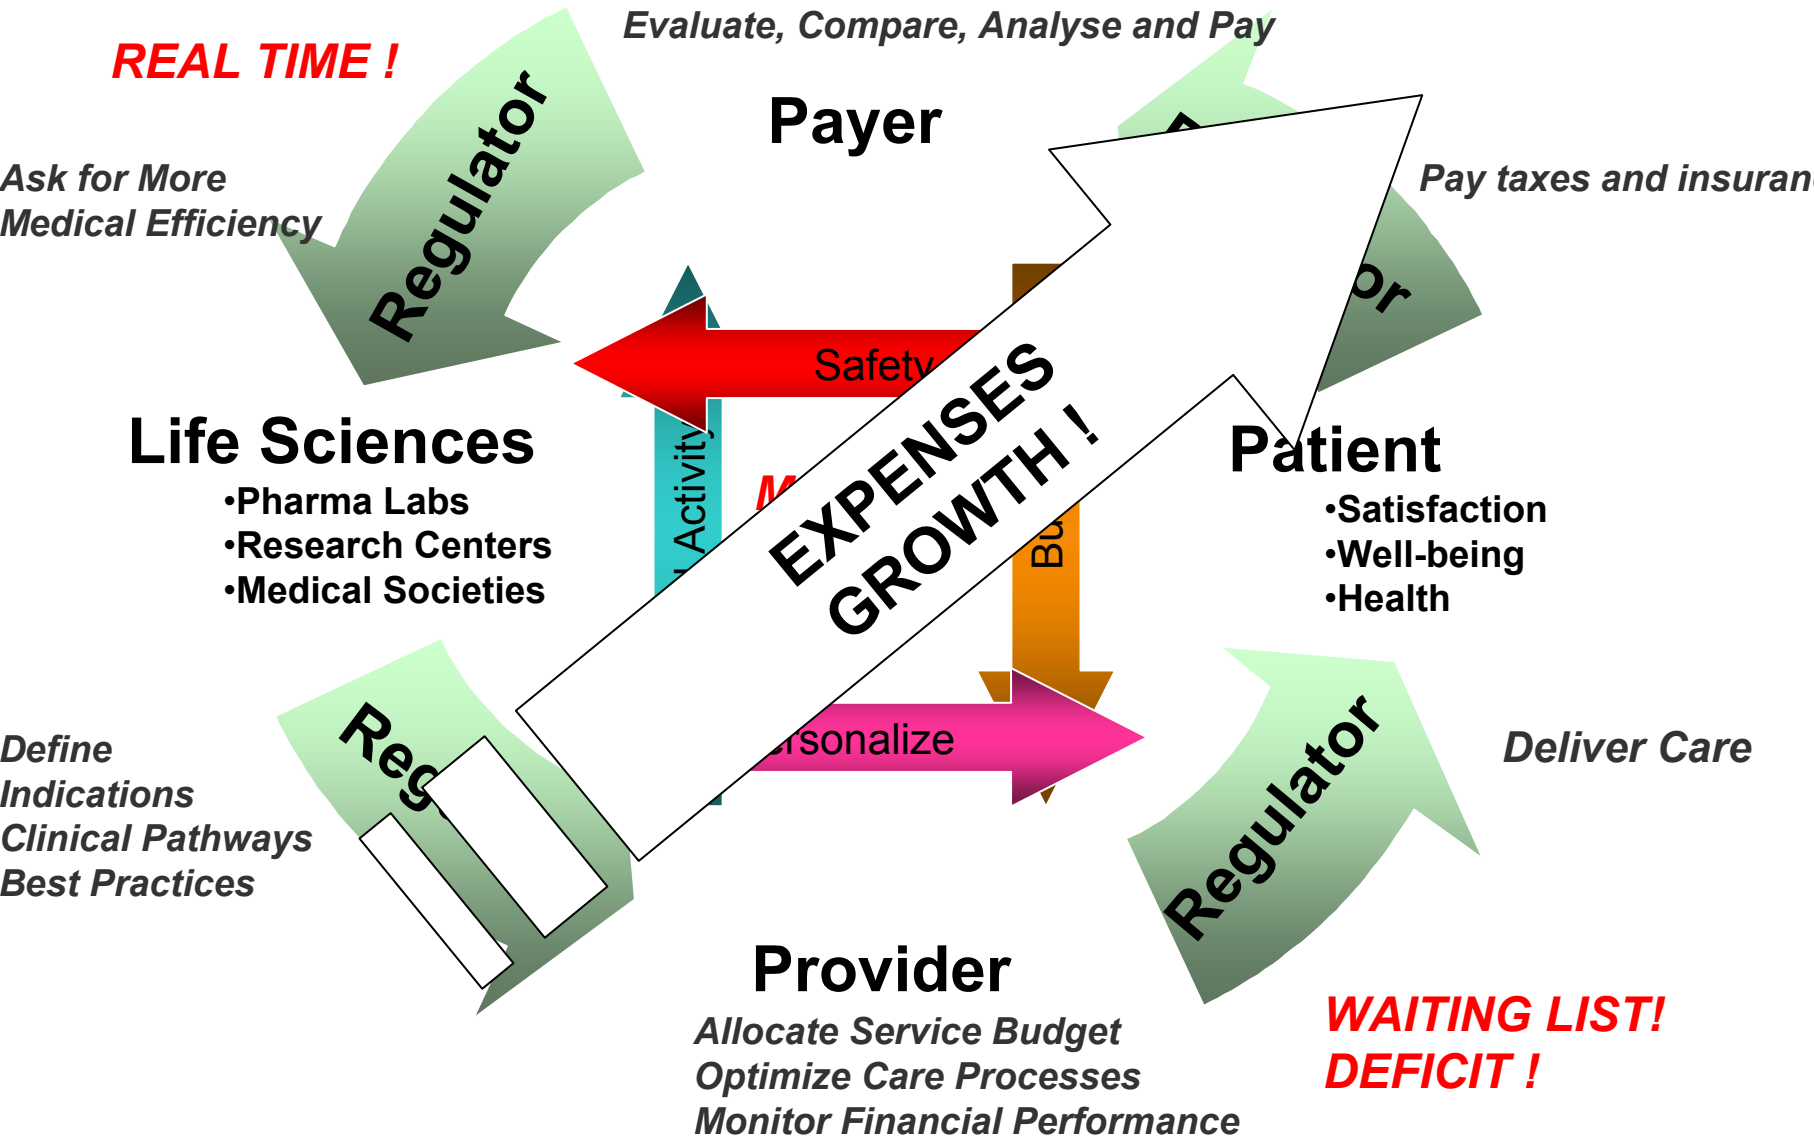 Evaluate, Compare, Analyse and Pay
REAL TIME !
Regulator
Payer
Ask for More
Medical Efficiency
Pay taxes and
Safety
EXPENSES
GROWTH !
Activity
Life Sciences
•Pharma Labs
•Research Centers
•Medical Societies
Patient
•Satisfaction
•Well-being
•Health
Define
Indications
Clinical Pathways
Best Practices
Regulator
Deliver Care
Provider
Allocate Service Budget
Optimize Care Processes
Monitor Financial Performance
WAITING LIST!
DEFICIT !